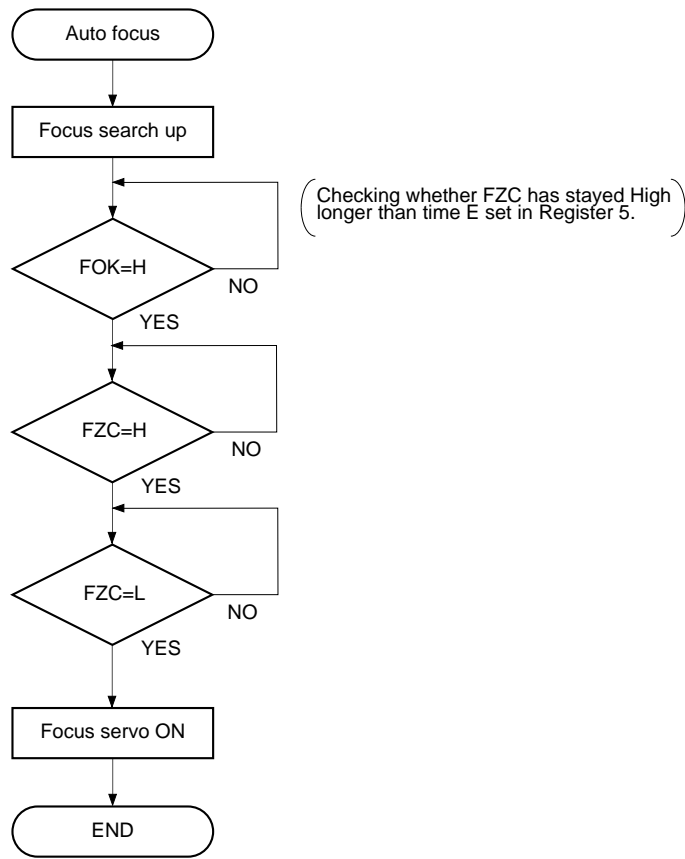 Auto focus
Focus search up
Checking whether FZC has stayed High
longer than time E set in Register 5.
FOK=H
NO
YES
FZC=H
NO
YES
FZC=L
NO
YES
Focus servo ON
END